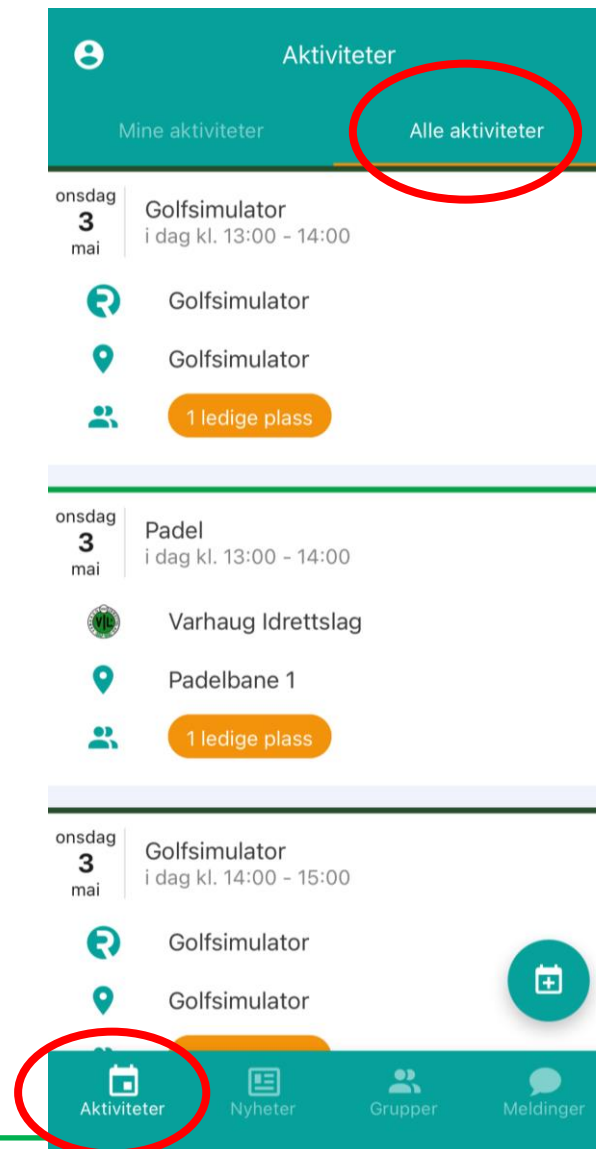 Aktiviteter
Mine aktiviteter Alle aktiviteter
onsdag
3
mai
Golfsimulator
i dag kl. 13:00 - 14:00
Golfsimulator
Golfsimulator
1 ledige plass
onsdag
3
mai
Padel
i dag kl. 13:00 - 14:00
VIL
Varhaug Idrettslag
Padelbane 1
1 ledige plass
onsdag
3
mai
Golfsimulator
i dag kl. 14:00 - 15:00
Golfsimulator
Golfsimulator
Aktiviteter Nyheter Grupper Meldinger